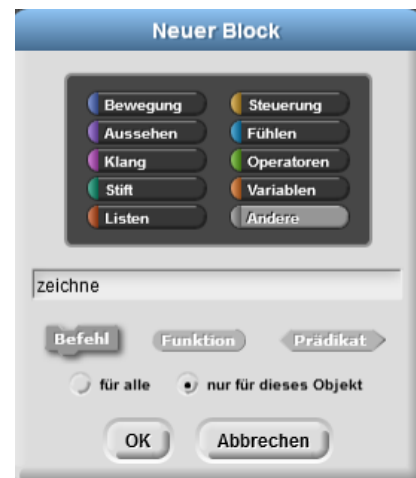 Neuer Block
Bewegung Steuerung
Aussehen Fühlen
Klang Operatoren
Stift Variablen
Listen Andere
zeichne
Befehl Funktion Prädikat
für alle nur für dieses Objekt
OK Abbrechen